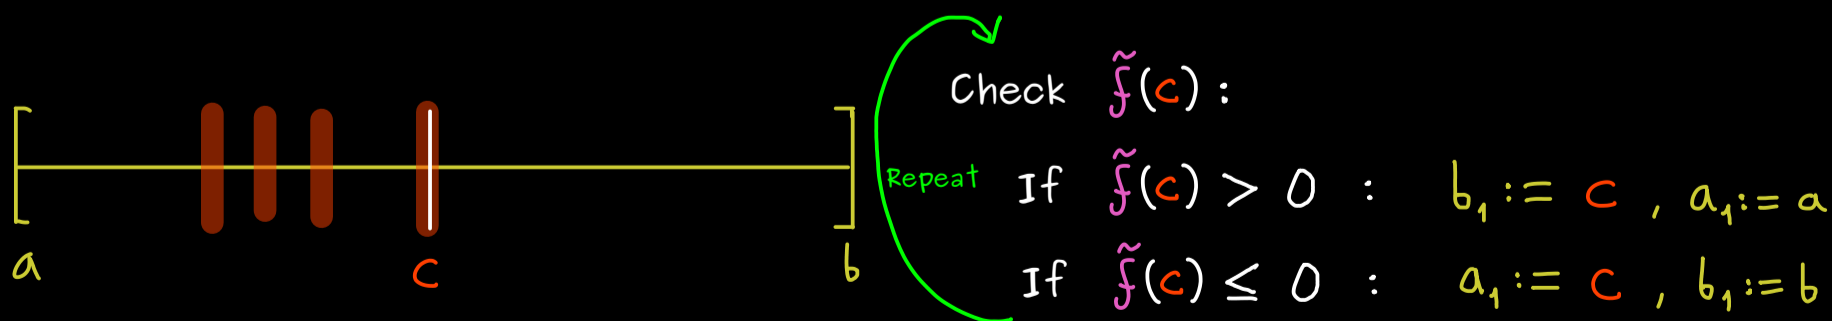 Check f̃(c) :
Repeat
If f̃(c) > 0 : b₁ := c , a₁ := a
If f̃(c) ≤ 0 : a₁ := c , b₁ := b
a c b